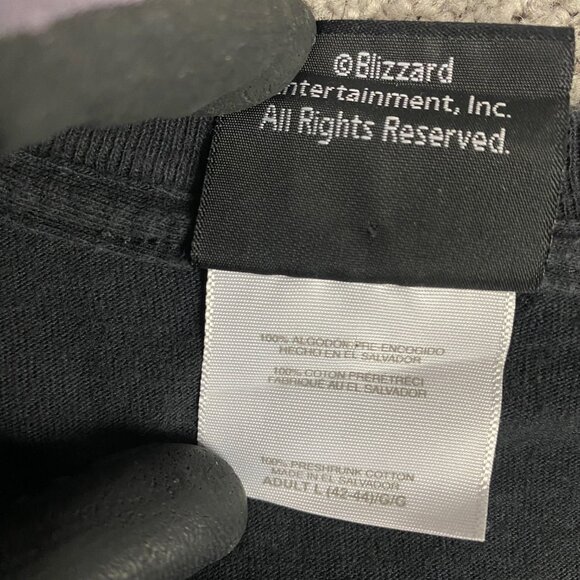 ©Blizzard
Entertainment, Inc.
All Rights Reserved.
100% ALGODON PRE ENCOGIDO
HECHO EN EL SALVADOR
100% COTON PRERETRECI
FABRIQUE AU EL SALVADOR
100% PRESHRUNK COTTON
MADE IN EL SALVADOR
ADULT L (42-44)/G/G